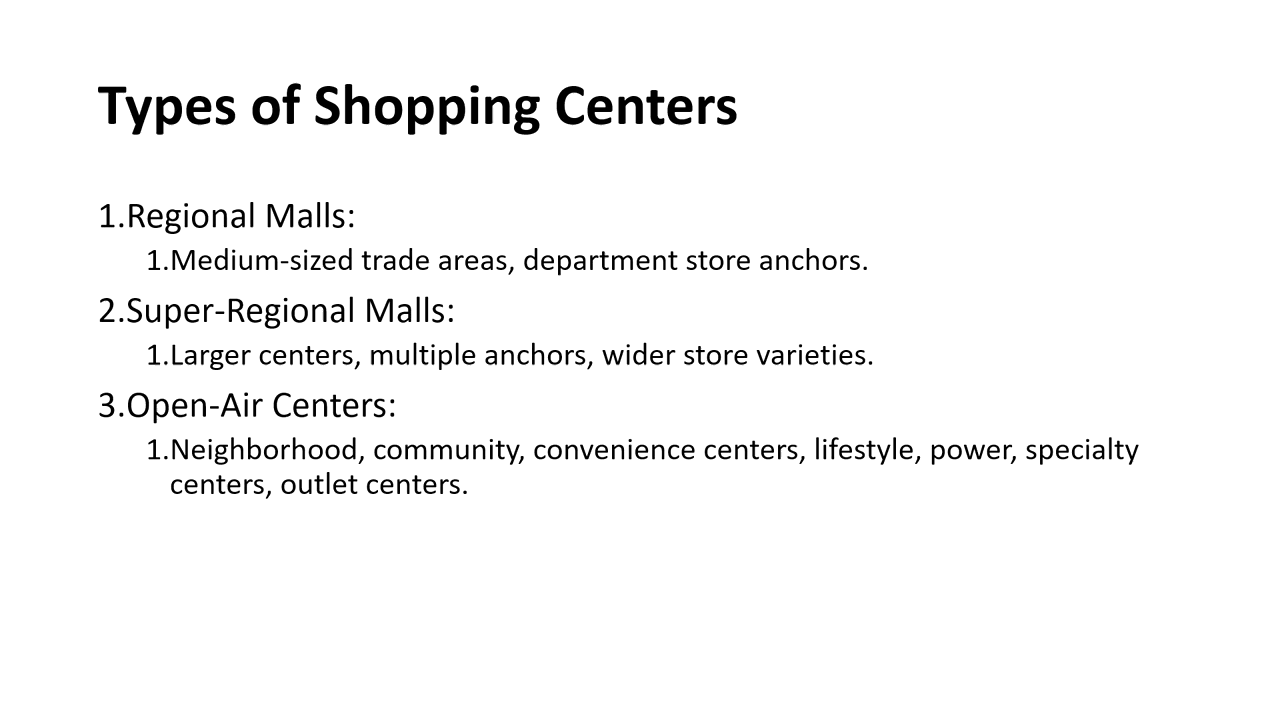 Types of Shopping Centers
1.Regional Malls:
1.Medium-sized trade areas, department store anchors.
2.Super-Regional Malls:
1.Larger centers, multiple anchors, wider store varieties.
3.Open-Air Centers:
1.Neighborhood, community, convenience centers, lifestyle, power, specialty
centers, outlet centers.